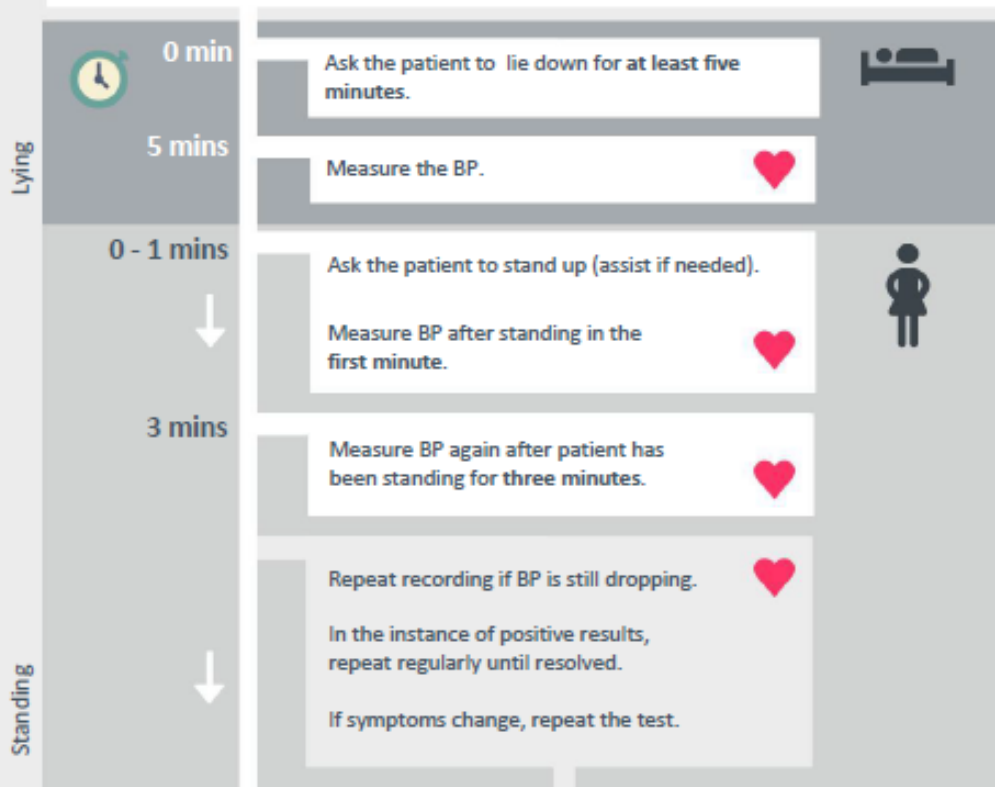 Lying
0 min
Ask the patient to lie down for at least five
minutes.
5 mins
Measure the BP.
0 - 1 mins
Ask the patient to stand up (assist if needed).
Measure BP after standing in the
first minute.
3 mins
Measure BP again after patient has
been standing for three minutes.
Standing
Repeat recording if BP is still dropping.
In the instance of positive results,
repeat regularly until resolved.
If symptoms change, repeat the test.